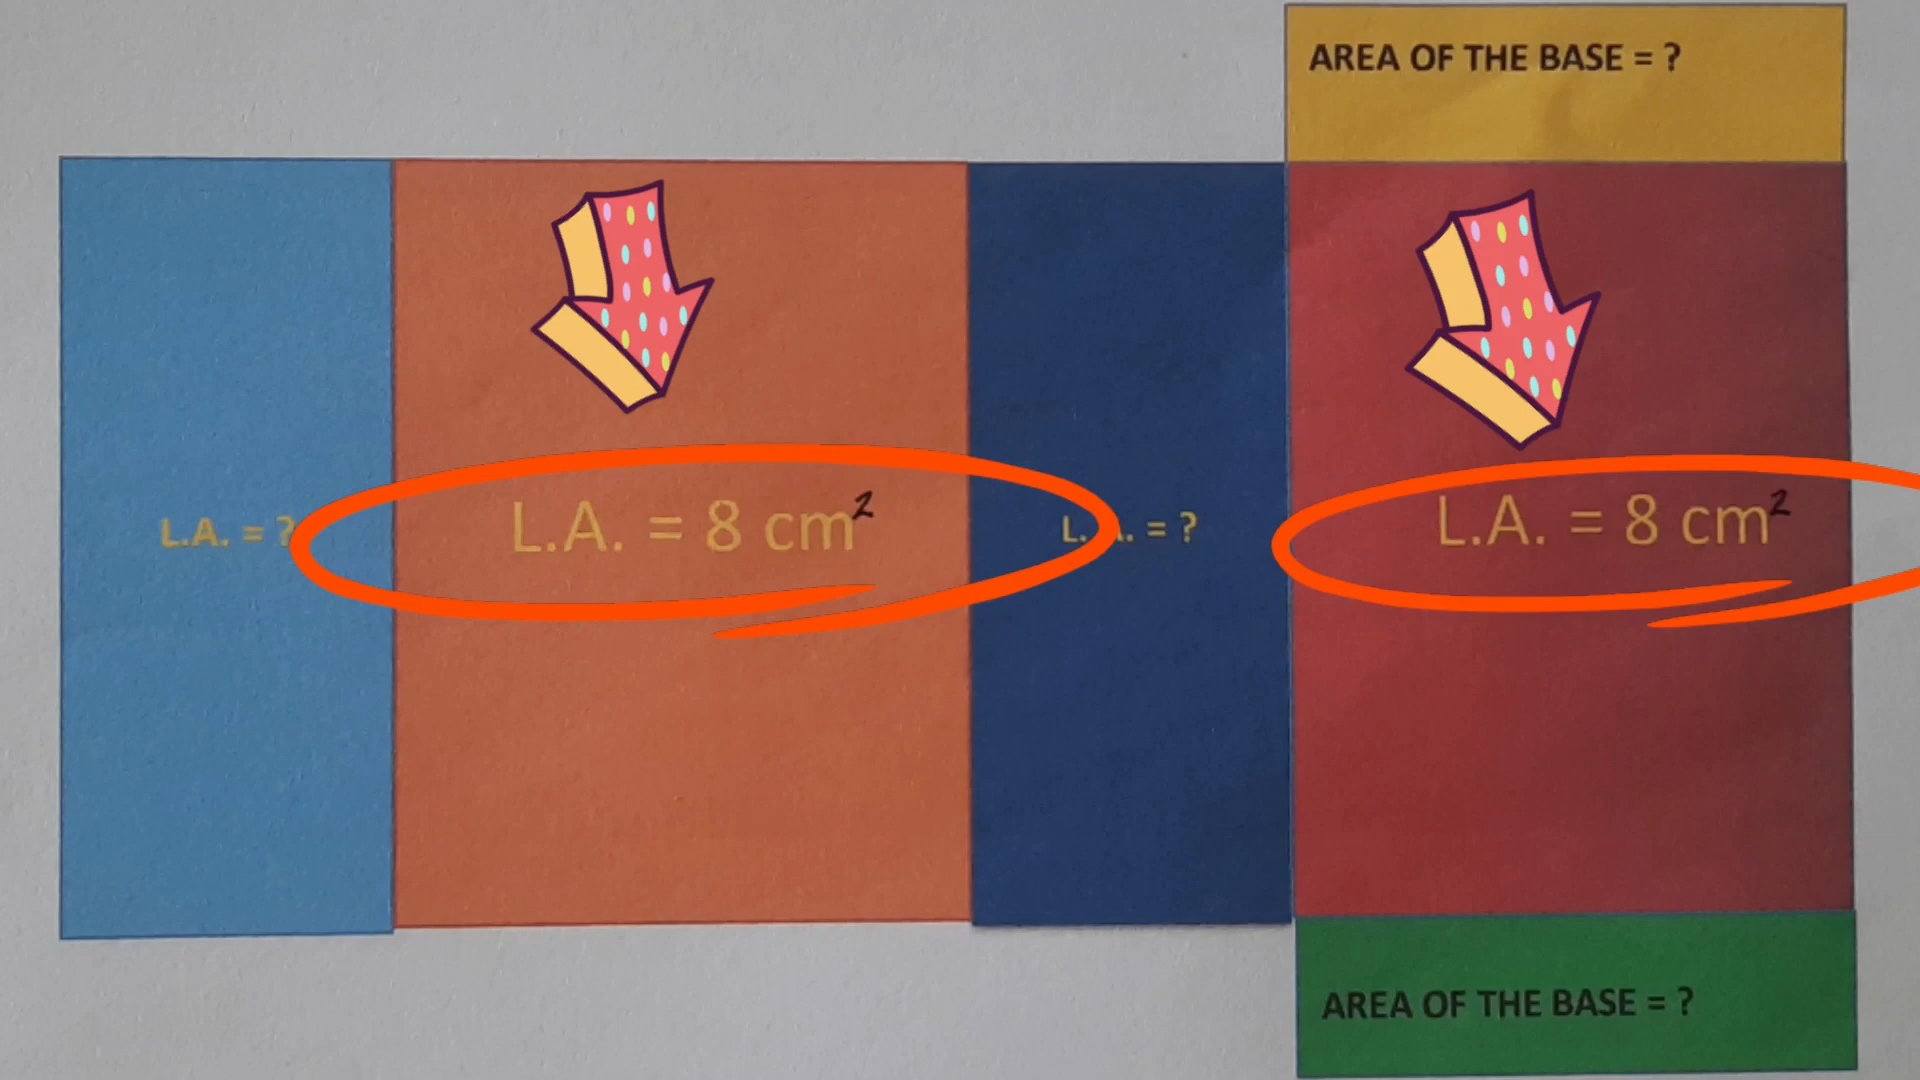 AREA OF THE BASE = ?
L.A. = ?
L.A. = 8 cm²
L.A. = ?
L.A. = 8 cm²
AREA OF THE BASE = ?